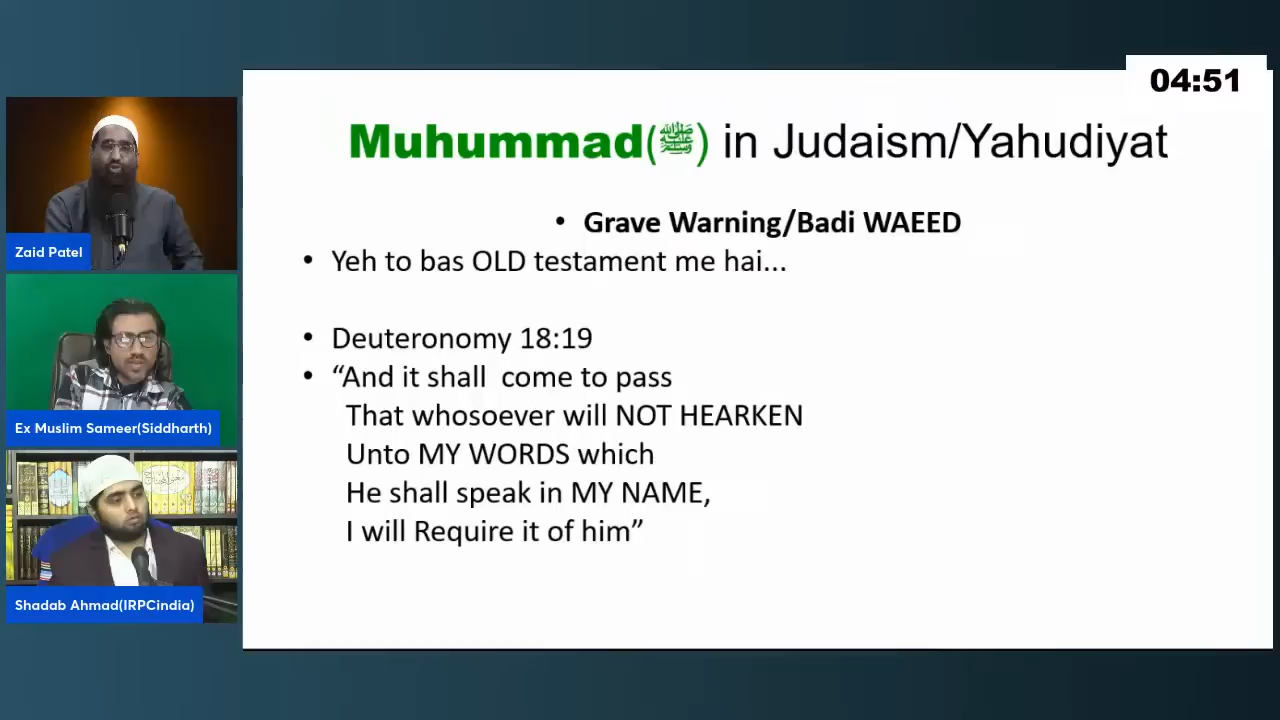 04:51
Muhummad(ﷺ) in Judaism/Yahudiyat
• Grave Warning/Badi WAEED
• Yeh to bas OLD testament me hai...
• Deuteronomy 18:19
• “And it shall come to pass
That whosoever will NOT HEARKEN
Unto MY WORDS which
He shall speak in MY NAME,
I will Require it of him”
Zaid Patel
Ex Muslim Sameer(Siddharth)
Shadab Ahmad(IRPCindia)